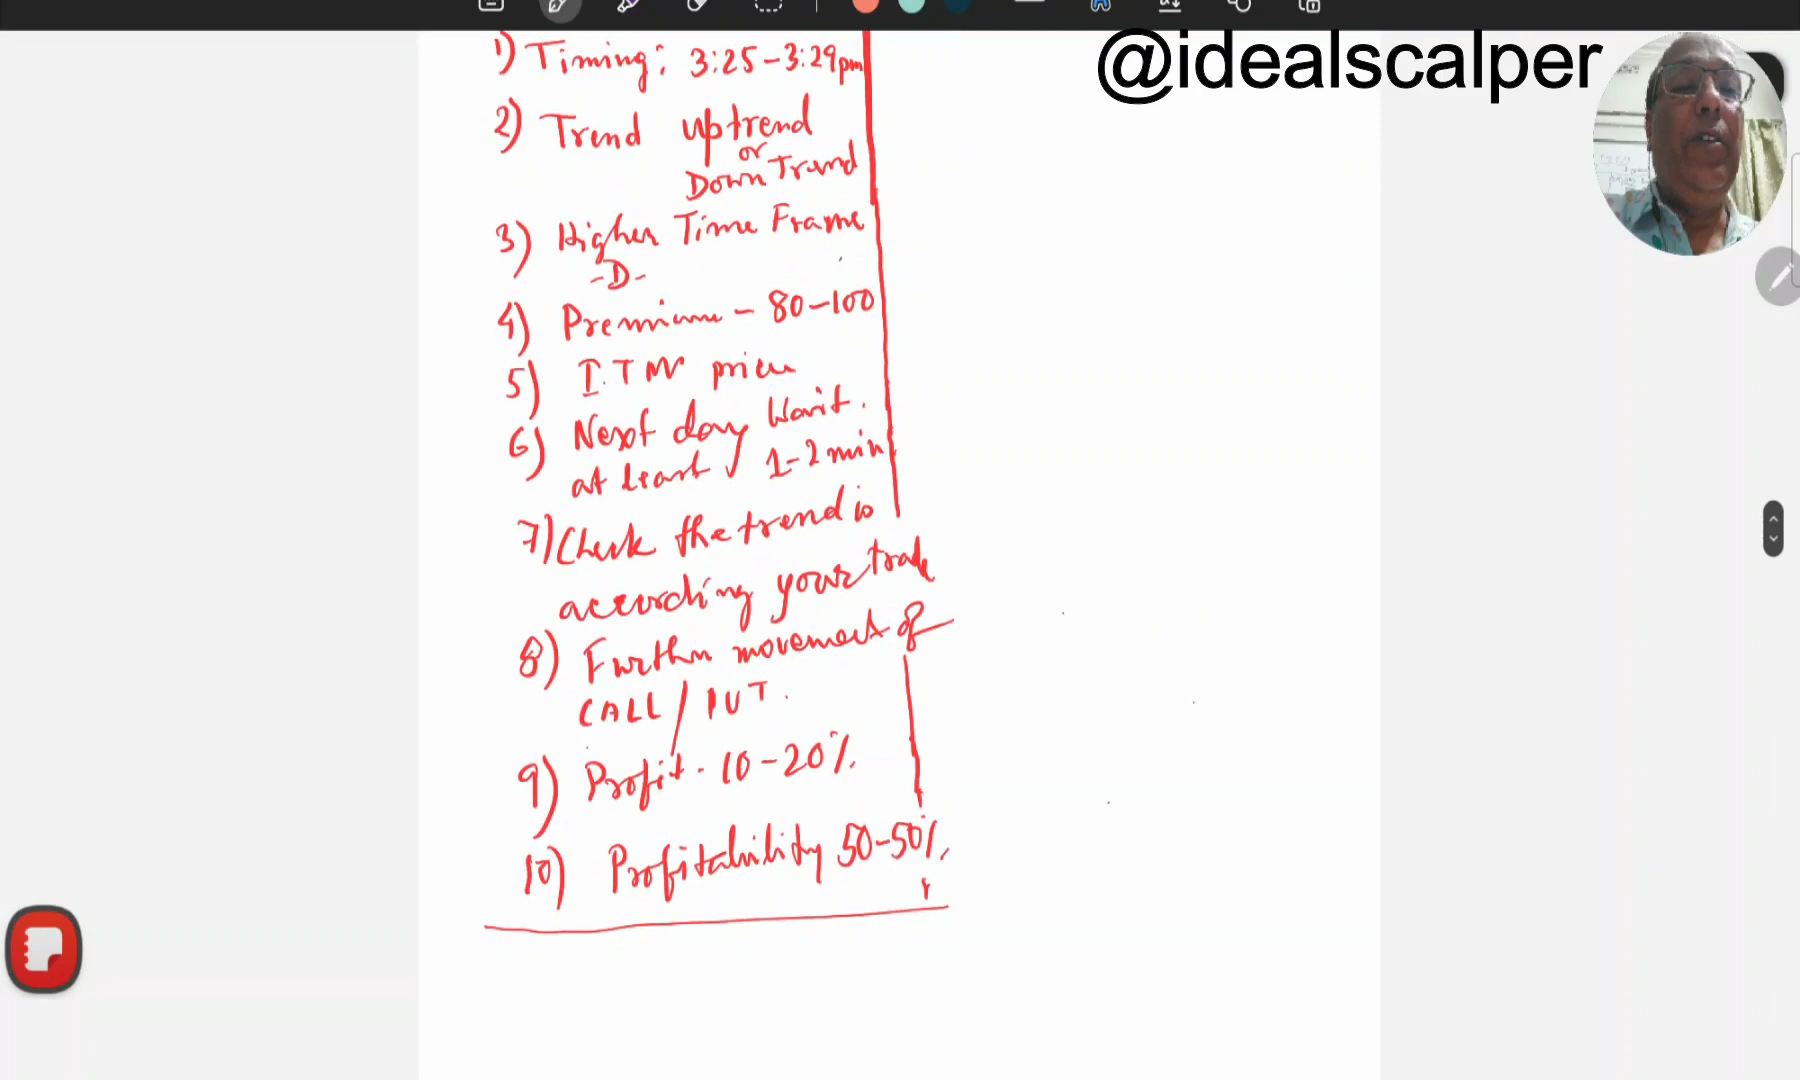 @idealscalper
1) Timing: 3:25-3:29pm
2) Trend uptrend
or
Down Trend
3) Higher Time Frame
-D-
4) Premium - 80-100
5) I.T.M price
6) Next day Wait.
at least 1-2 min
7) Check the trend is
according your trade
8) Further movement of
CALL/PUT.
9) Profit - 10-20%.
10) Profitability 50-50%.